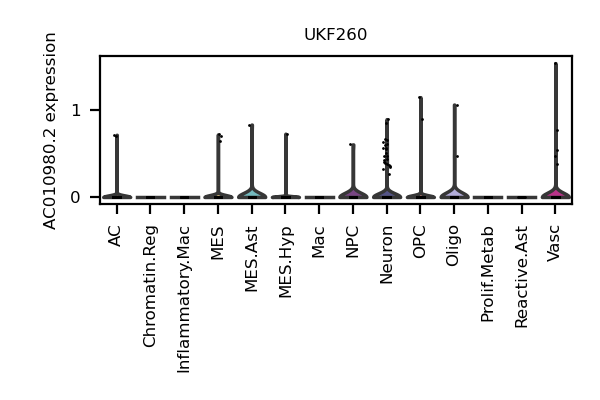 UKF260
AC010980.2 expression
1
0
AC
Chromatin.Reg
Inflammatory.Mac
MES
MES.Ast
MES.Hyp
Mac
NPC
Neuron
OPC
Oligo
Prolif.Metab
Reactive.Ast
Vasc